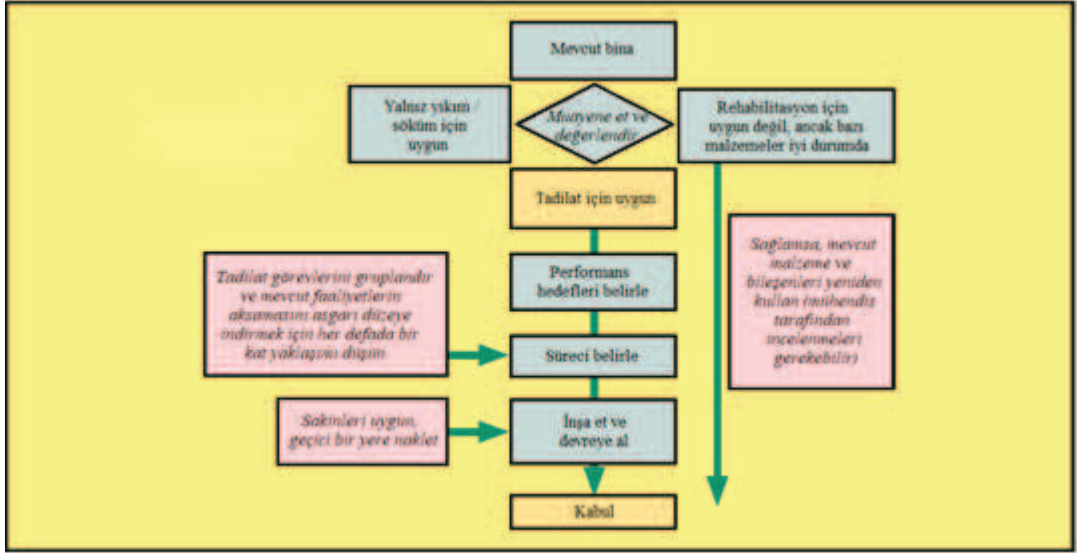 Mevcut bina
Yalnız yıkım /
söküm için
uygun
Muayene et ve
değerlendir
Rehabilitasyon için
uygun değil, ancak bazı
malzemeler iyi durumda
Tadilat için uygun
Sağlamsa, mevcut
malzeme ve
bileşenleri yeniden
kullan (mühendis
tarafından
incelenmeleri
gerekebilir)
Performans
hedefleri belirle
Tadilat görevlerini gruplandır
ve mevcut faaliyetlerin
aksamasını asgari düzeye
indirmek için her defada bir
kat yaklaşımı düşün
Süreci belirle
Sakinleri uygun,
geçici bir yere naklet
İnşa et ve
devreye al
Kabul